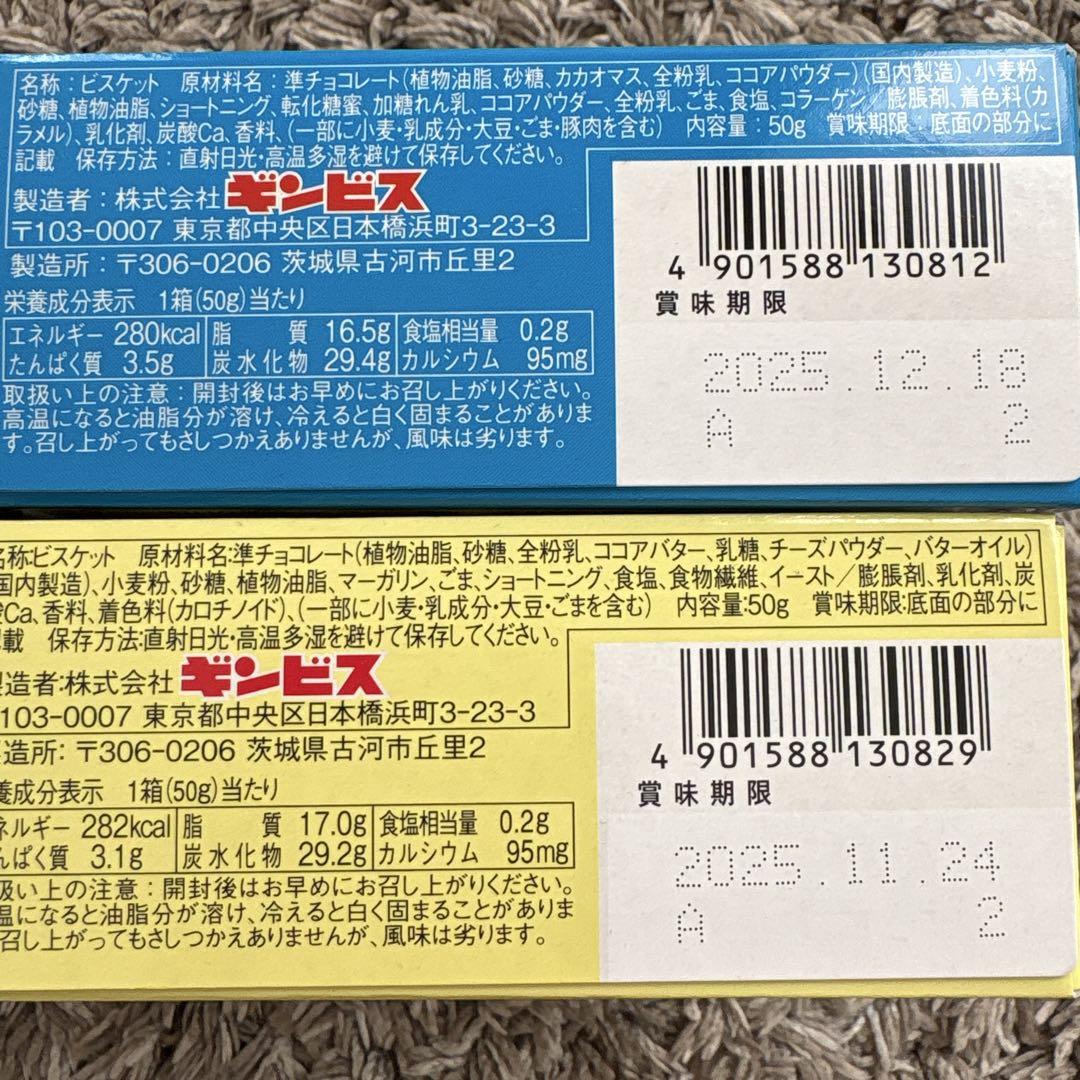 名称：ビスケット 原材料名：準チョコレート(植物油脂、砂糖、カカオマス、全粉乳、ココアパウダー)(国内製造)、小麦粉、
砂糖、植物油脂、ショートニング、転化糖蜜、加糖れん乳、ココアパウダー、全粉乳、ごま、食塩、コラーゲン／膨脹剤、着色料(カ
ラメル)、乳化剤、炭酸Ca、香料、(一部に小麦・乳成分・大豆・ごま・豚肉を含む) 内容量：50g 賞味期限：底面の部分に
記載 保存方法：直射日光・高温多湿を避けて保存してください。
製造者：株式会社ギンビス
〒103-0007 東京都中央区日本橋浜町3-23-3
製造所：〒306-0206 茨城県古河市丘里2
栄養成分表示 1箱(50g)当たり
エネルギー 280kcal 脂質 16.5g 食塩相当量 0.2g
たんぱく質 3.5g 炭水化物 29.4g カルシウム 95mg
取扱い上の注意：開封後はお早めにお召し上がりください。
高温になると油脂分が溶け、冷えると白く固まることがありま
す。召し上がってもさしつかえありませんが、風味は劣ります。
4 901588 130812
賞味期限
2025.12.18
A 2
名称:ビスケット 原材料名:準チョコレート(植物油脂、砂糖、全粉乳、ココアバター、乳糖、チーズパウダー、バターオイル)
国内製造)、小麦粉、砂糖、植物油脂、マーガリン、ごま、ショートニング、食塩、食物繊維、イースト／膨脹剤、乳化剤、炭
酸Ca、香料、着色料(カロチノイド)、(一部に小麦・乳成分・大豆・ごまを含む) 内容量:50g 賞味期限:底面の部分に
載 保存方法:直射日光・高温多湿を避けて保存してください。
造者:株式会社ギンビス
103-0007 東京都中央区日本橋浜町3-23-3
造所: 〒306-0206 茨城県古河市丘里2
養成分表示 1箱(50g)当たり
ネルギー 282kcal 脂質 17.0g 食塩相当量 0.2g
んぱく質 3.1g 炭水化物 29.2g カルシウム 95mg
扱い上の注意：開封後はお早めにお召し上がりください。
温になると油脂分が溶け、冷えると白く固まることがありま
召し上がってもさしつかえありませんが、風味は劣ります。
4 901588 130829
賞味期限
2025.11.24
A 2